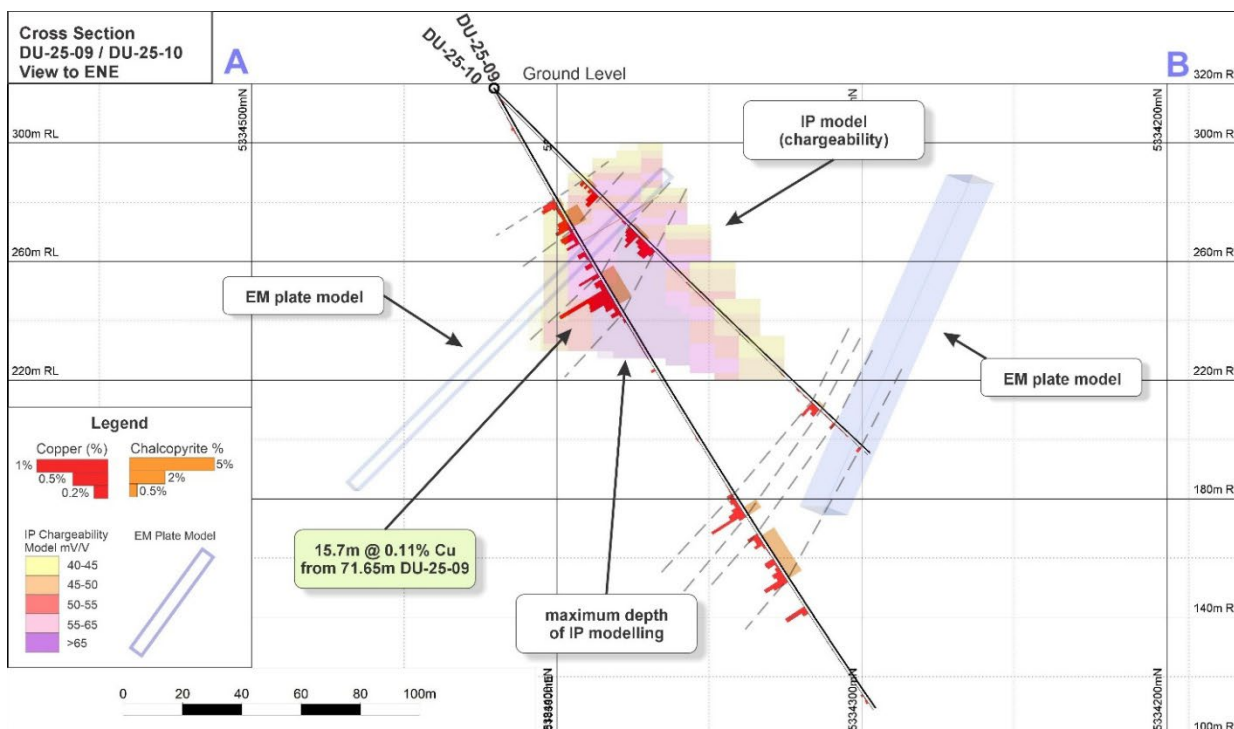 Cross Section
DU-25-09 / DU-25-10
View to ENE
A
DU-25-09
DU-25-10
Ground Level
B
320m R
5334500mN
5334200mN
300m RL
300m RL
IP model
(chargeability)
260m RL
260m RL
EM plate model
220m RL
220m RL
EM plate model
Legend
Copper (%)
Chalcopyrite %
1%
0.5%
0.2%
5%
2%
0.5%
180m RL
180m RL
15.7m @ 0.11% Cu
from 71.65m DU-25-09
IP Chargeability
Model mV/V
EM Plate Model
40-45
45-50
50-55
55-65
>65
maximum depth
of IP modelling
140m RL
140m RL
0 20 40 60 80 100m
5334300mN
5334200mN
100m RL